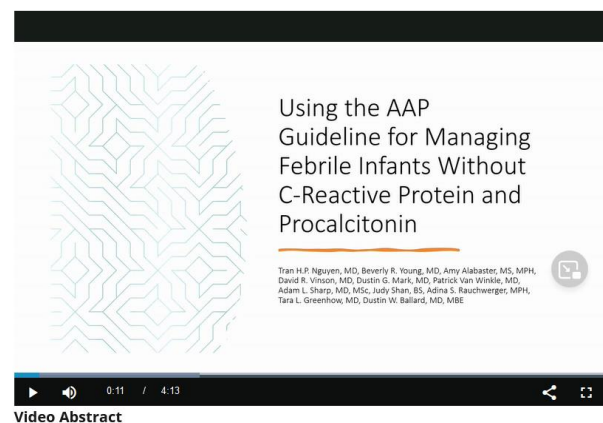 Using the AAP
Guideline for Managing
Febrile Infants Without
C-Reactive Protein and
Procalcitonin
Tran H.P. Nguyen, MD, Beverly R. Young, MD, Amy Alabaster, MS, MPH,
David R. Vinson, MD, Dustin G. Mark, MD, Patrick Van Winkle, MD,
Adam L. Sharp, MD, MSc, Judy Shan, BS, Adina S. Rauchwerger, MPH,
Tara L. Greenhow, MD, Dustin W. Ballard, MD, MBE
0:11 / 4:13
Video Abstract